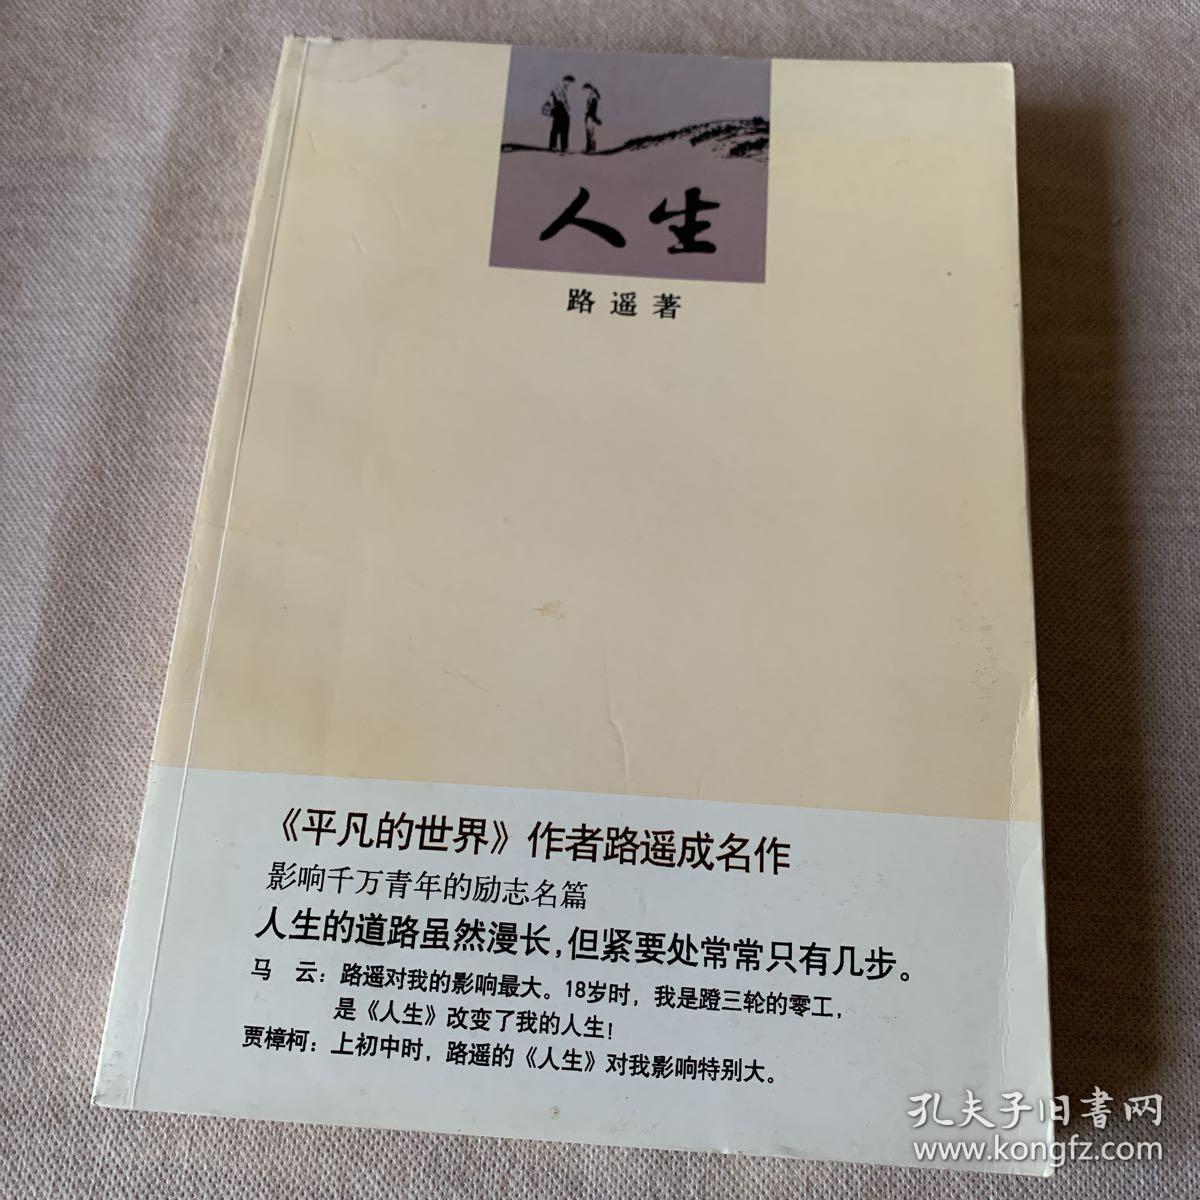 人生
路遥著
《平凡的世界》作者路遥成名作
影响千万青年的励志名篇
人生的道路虽然漫长，但紧要处常常只有几步。
马　云：路遥对我的影响最大。18岁时，我是蹬三轮的零工，
是《人生》改变了我的人生！
贾樟柯：上初中时，路遥的《人生》对我影响特别大。
孔夫子旧书网
www.kongfz.com